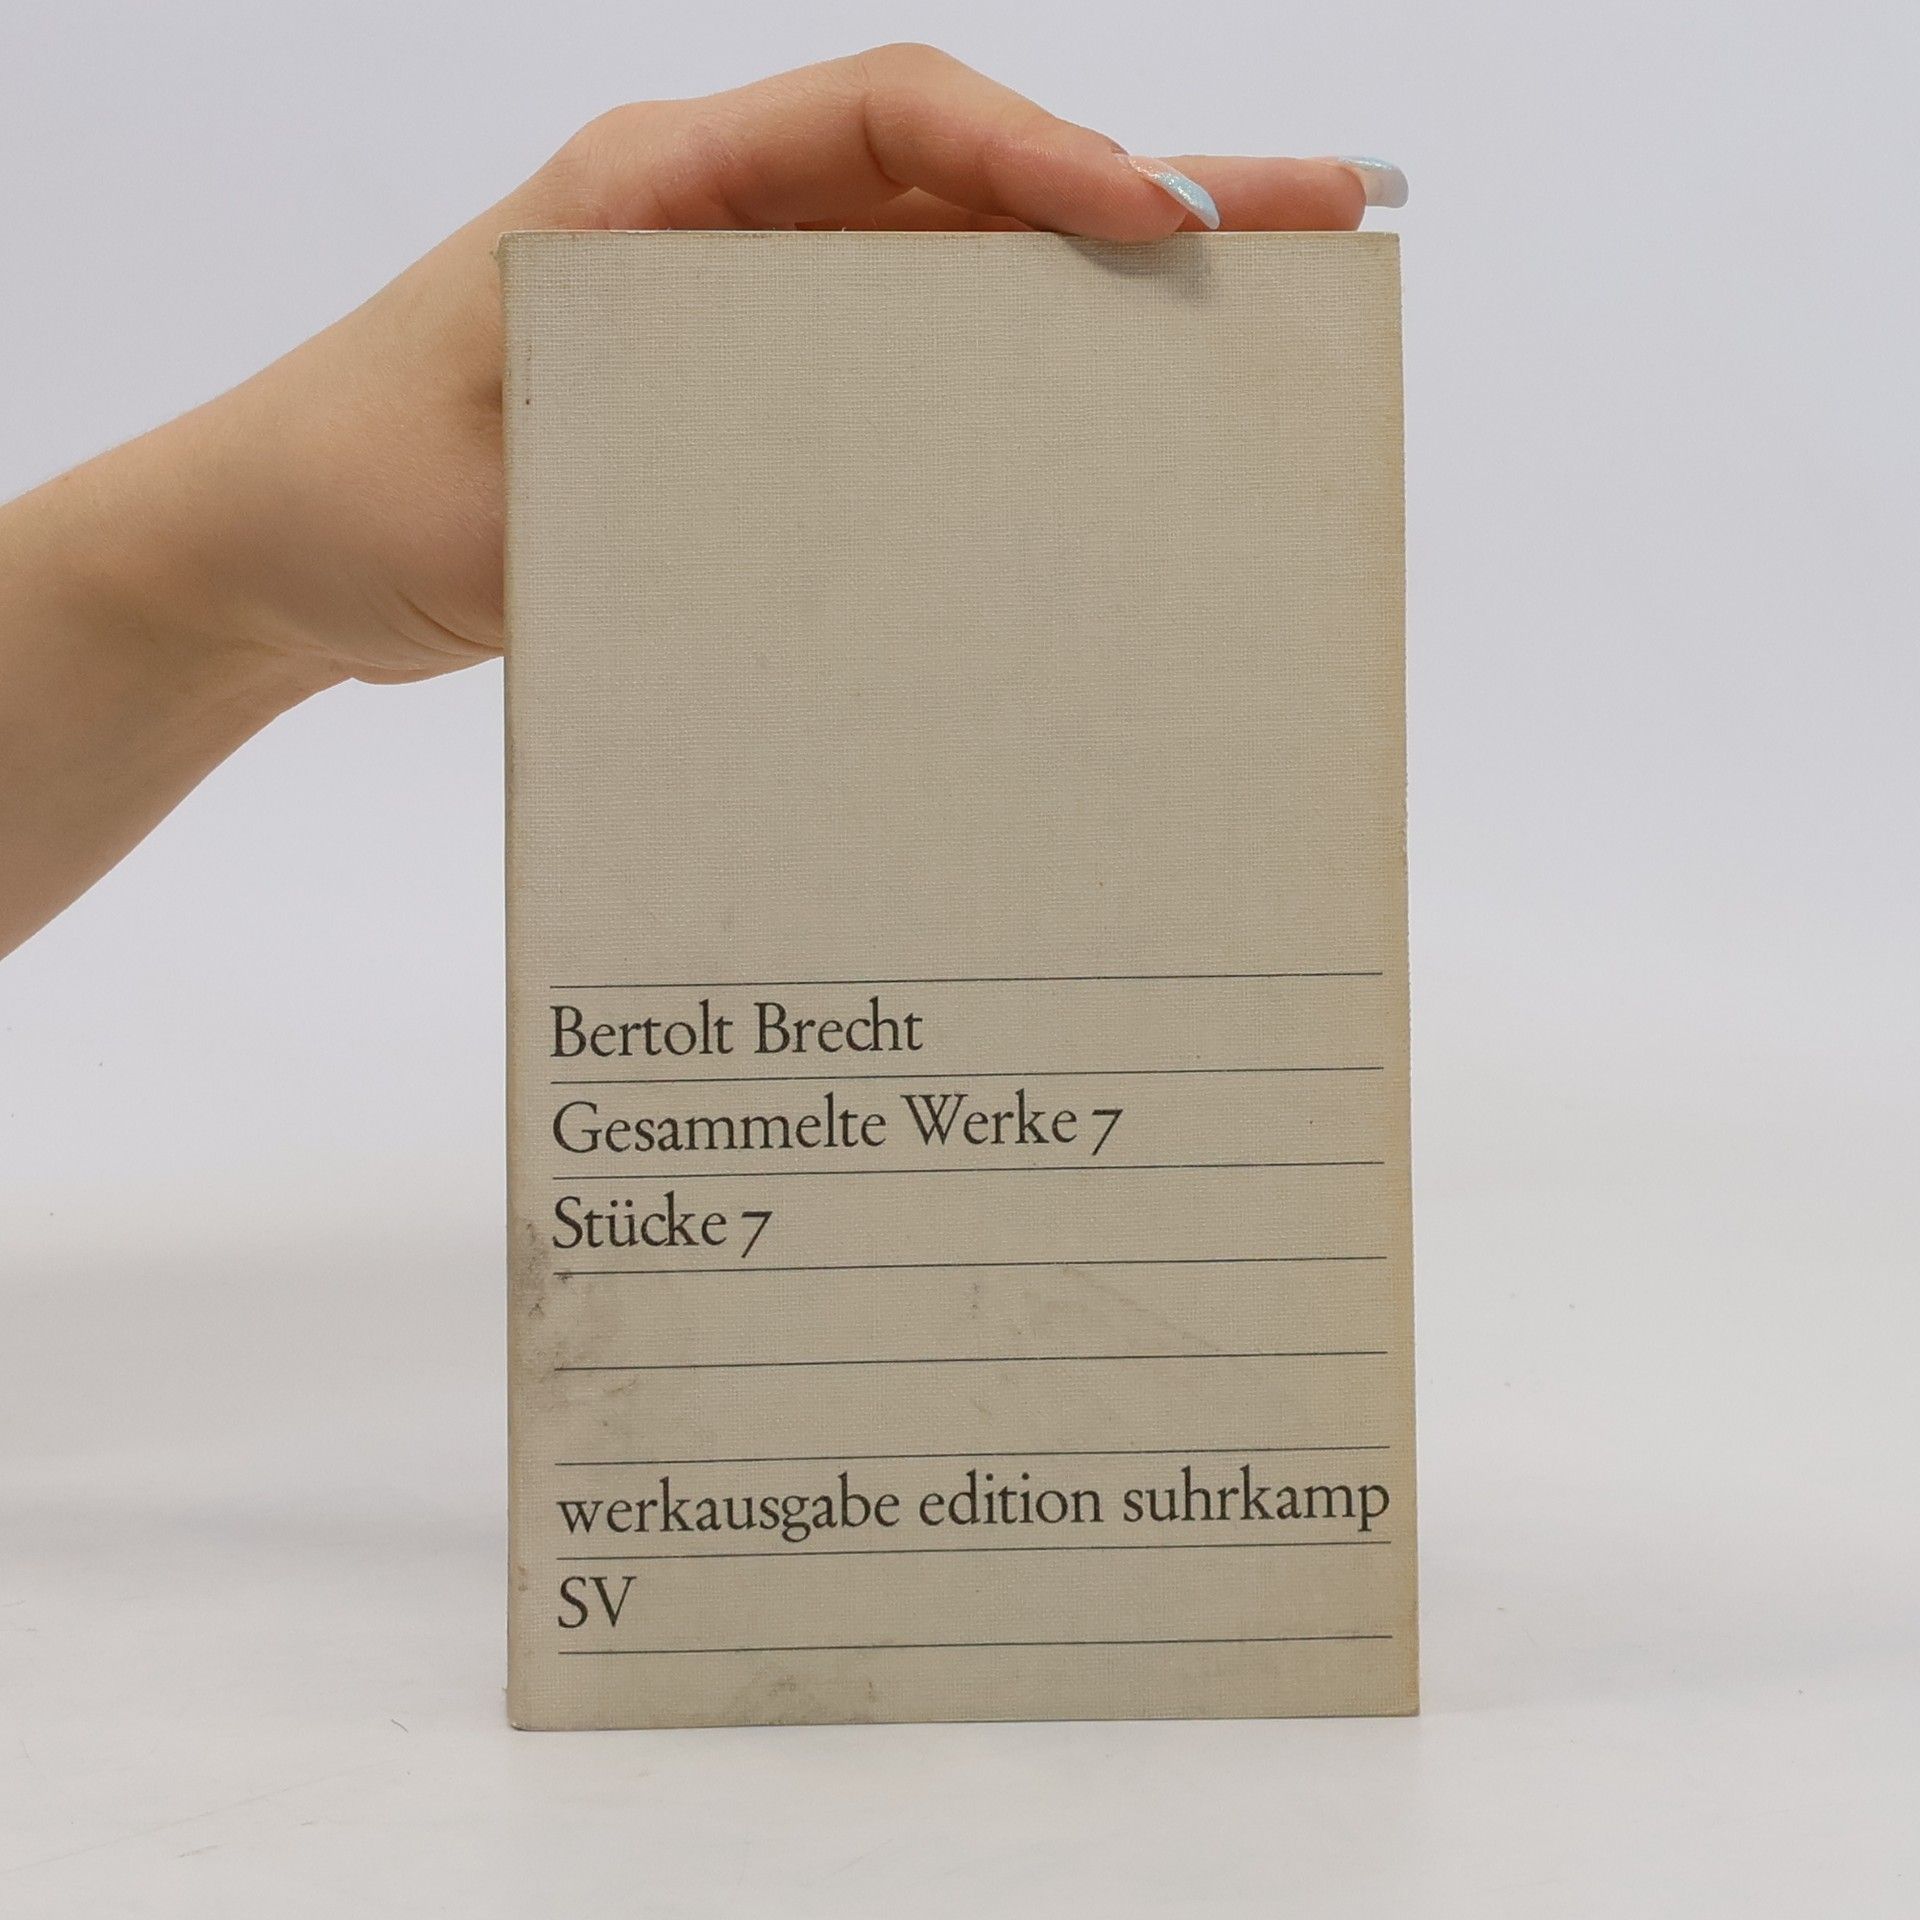 Bertolt Brecht
Gesammelte Werke 7
Stücke 7
werkausgabe edition suhrkamp
SV